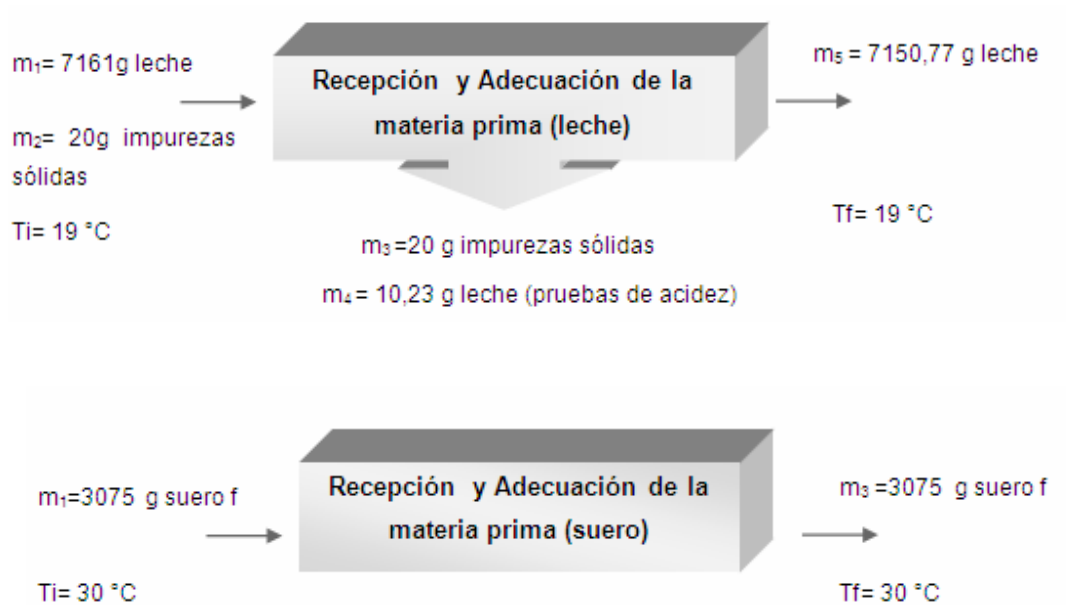 m₁= 7161g leche
m₂= 20g impurezas
sólidas
Ti= 19 °C
Recepción y Adecuación de la
materia prima (leche)
m₃ =20 g impurezas sólidas
m₄ = 10,23 g leche (pruebas de acidez)
m₅ = 7150,77 g leche
Tf= 19 °C
m₁=3075 g suero f
Ti= 30 °C
Recepción y Adecuación de la
materia prima (suero)
m₃ =3075 g suero f
Tf= 30 °C